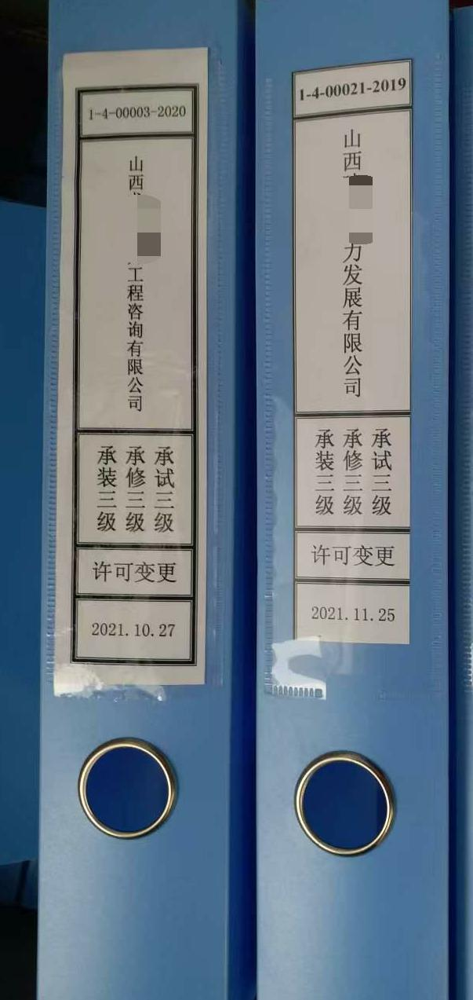 1-4-00003-2020
山西
工程咨询有限公司
承装三级
承修三级
承试三级
许可变更
2021.10.27
1-4-00021-2019
山西
力发展有限公司
承装三级
承修三级
承试三级
许可变更
2021.11.25